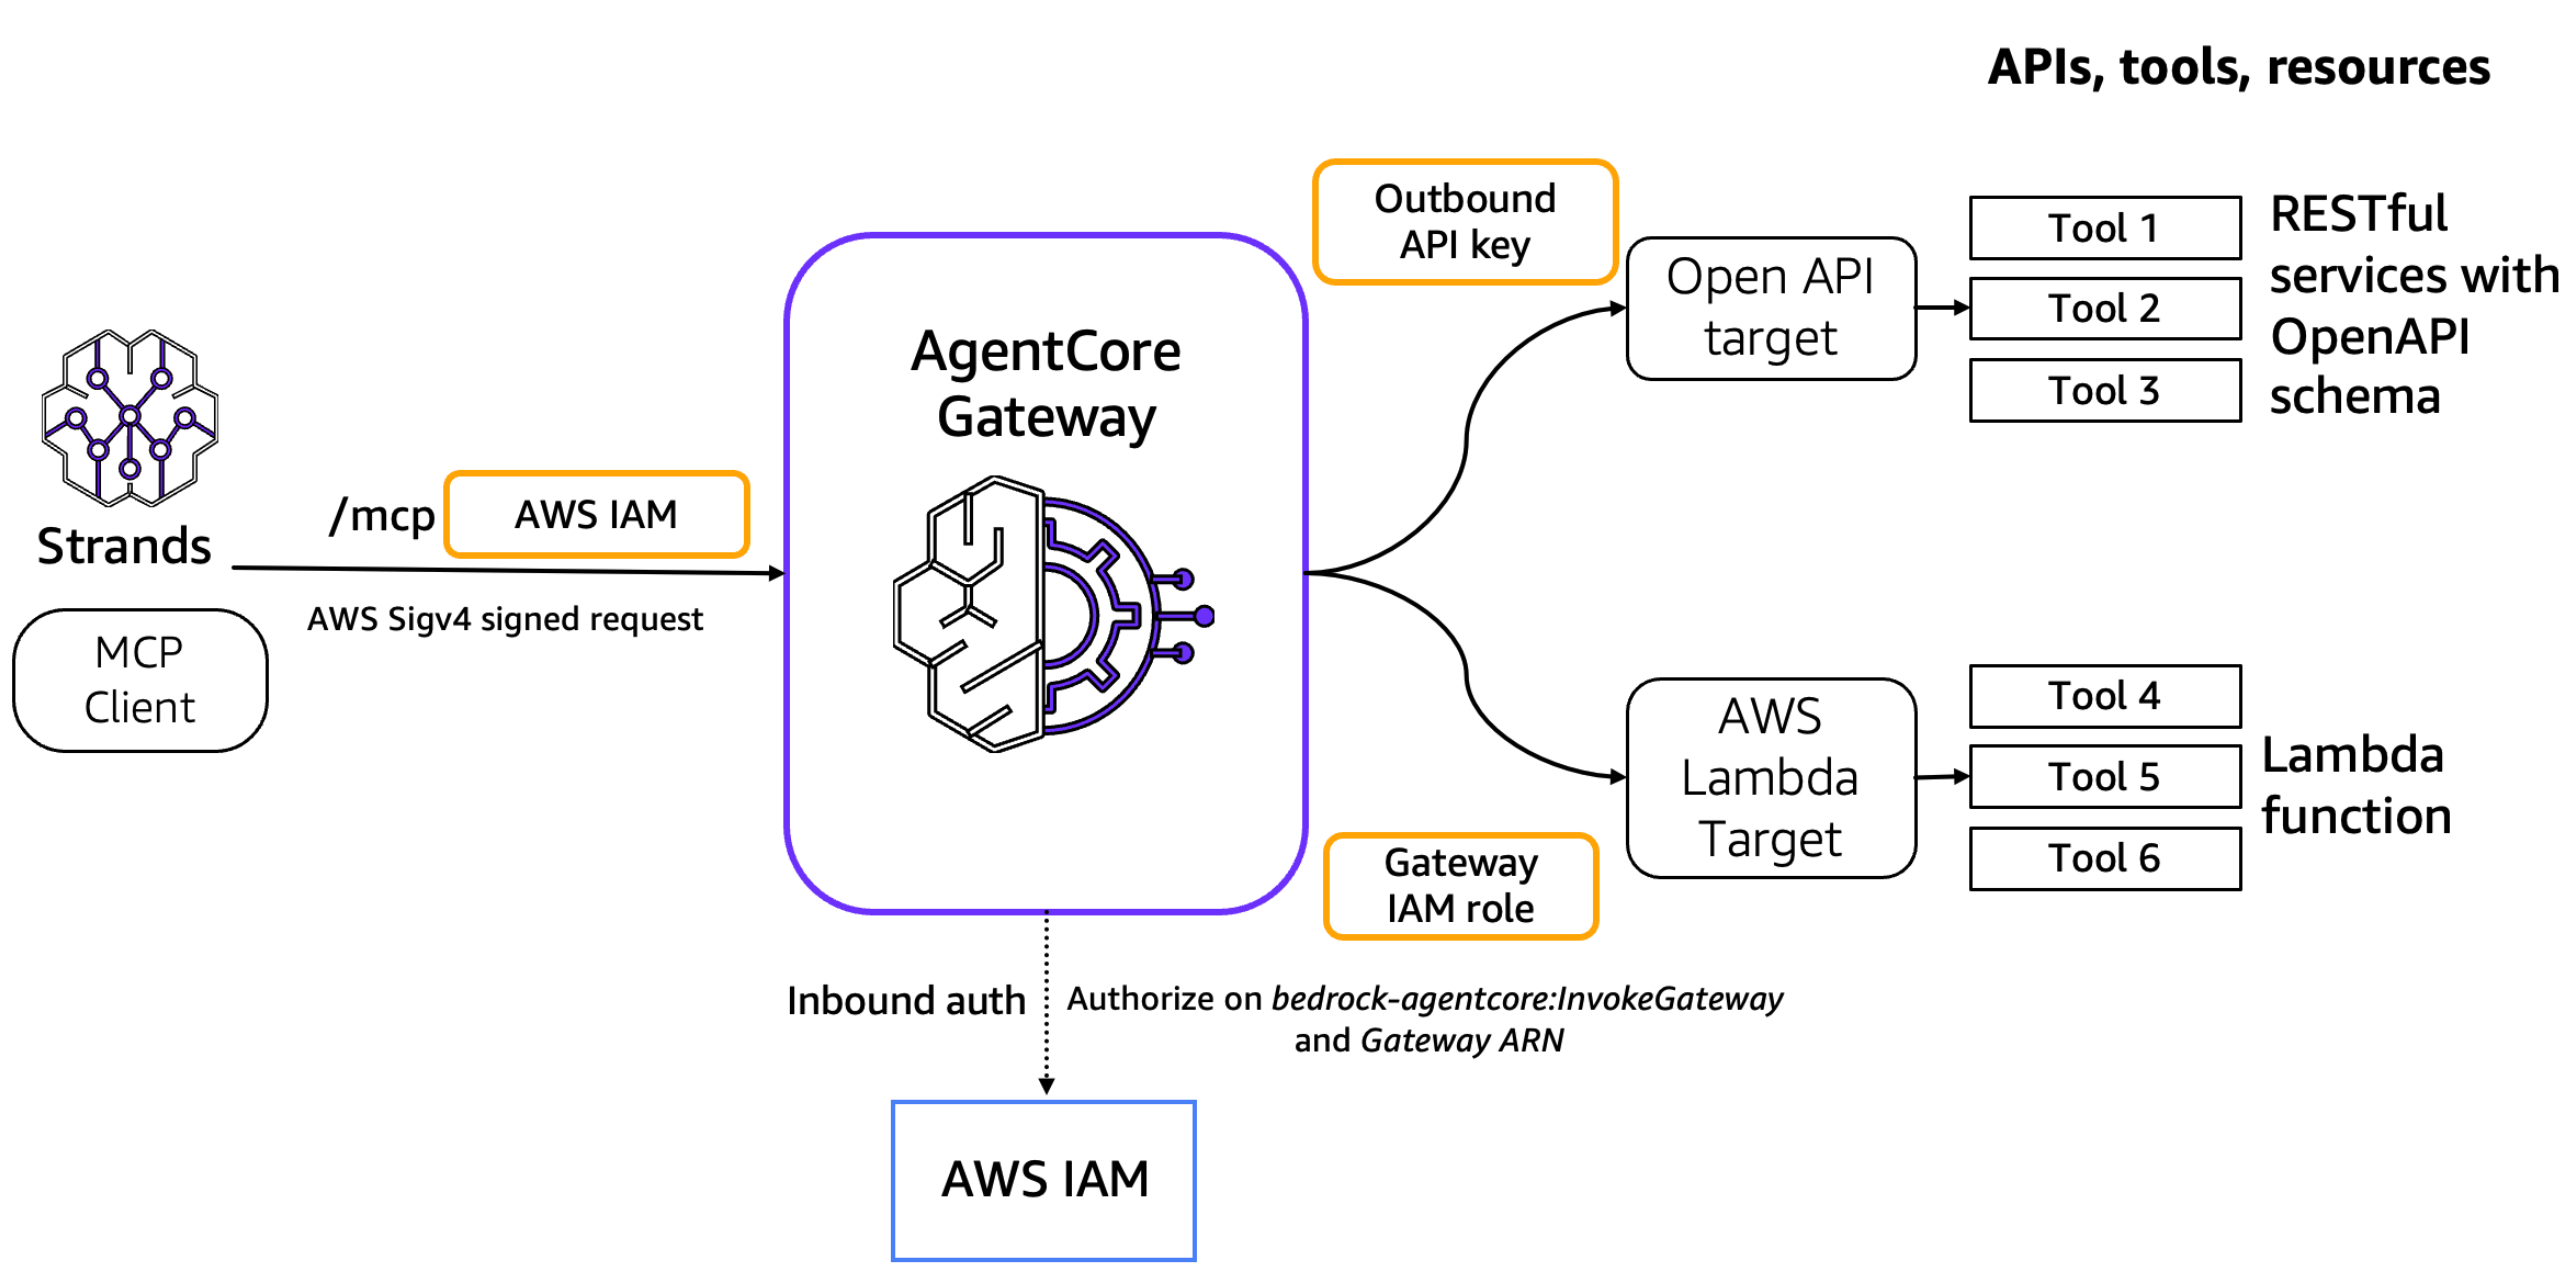 APIs, tools, resources
Strands
MCP
Client
/mcp
AWS IAM
AWS Sigv4 signed request
AgentCore
Gateway
Outbound
API key
Open API
target
Tool 1
Tool 2
Tool 3
RESTful
services with
OpenAPI
schema
Gateway
IAM role
AWS
Lambda
Target
Tool 4
Tool 5
Tool 6
Lambda
function
Inbound auth
Authorize on bedrock-agentcore:InvokeGateway
and Gateway ARN
AWS IAM